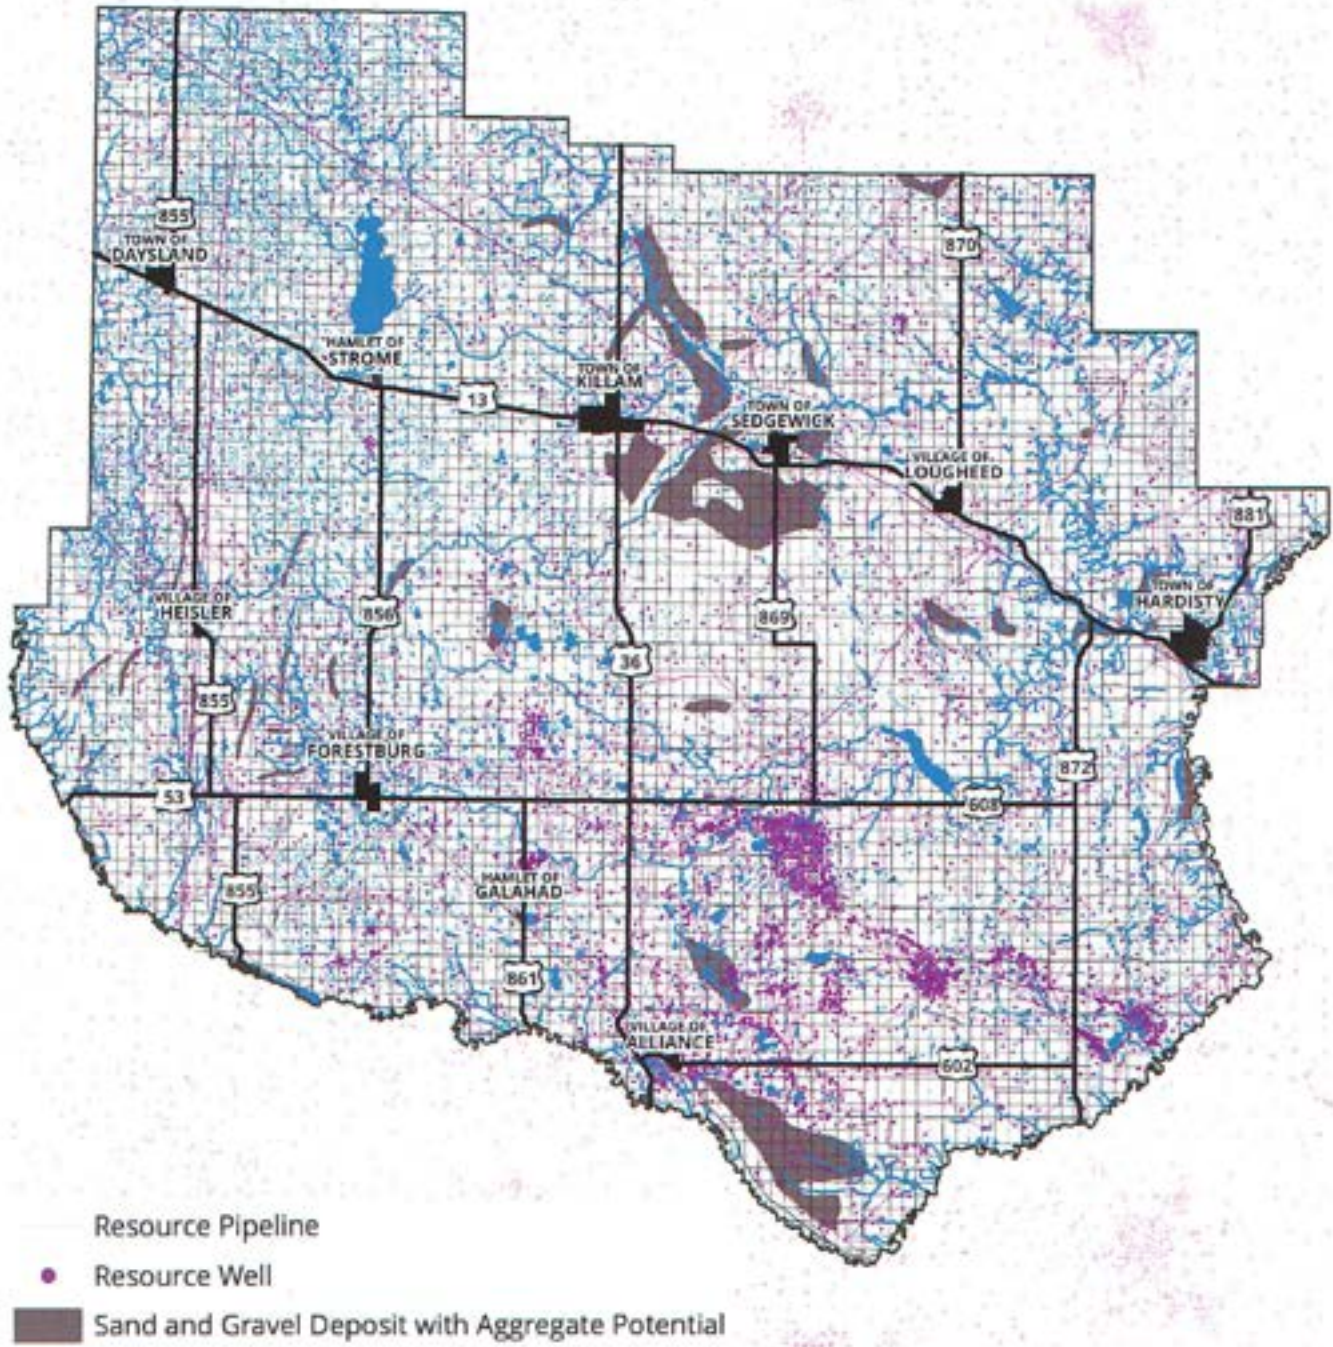 855
TOWN OF
DAYSLAND
870
HAMLET OF
STROME
TOWN OF
KILLAM
13
TOWN OF
SEDGEWICK
VILLAGE OF
LOUGHEED
881
VILLAGE OF
HEISLER
856
869
TOWN OF
HARDISTY
36
855
VILLAGE OF
FORESTBURG
872
53
608
HAMLET OF
GALAHAD
855
861
VILLAGE OF
ALLIANCE
602
Resource Pipeline
Resource Well
Sand and Gravel Deposit with Aggregate Potential